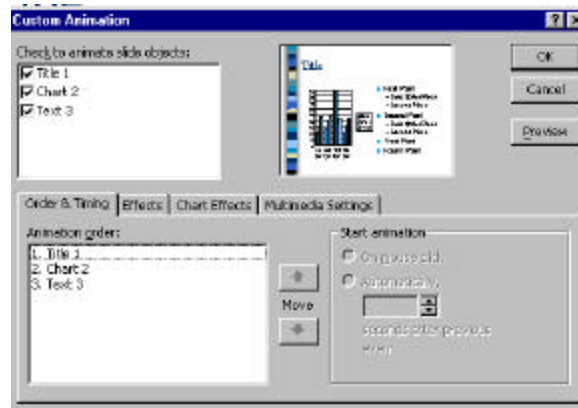 Custom Animation
Check to animate slide objects:
Title 1
Chart 2
Text 3
Title
OK
Cancel
Preview
Order & Timing
Effects
Chart Effects
Multimedia Settings
Animation order:
1. Title 1
2. Chart 2
3. Text 3
Move
Start animation
On mouse click
Automatically,
seconds after previous
event